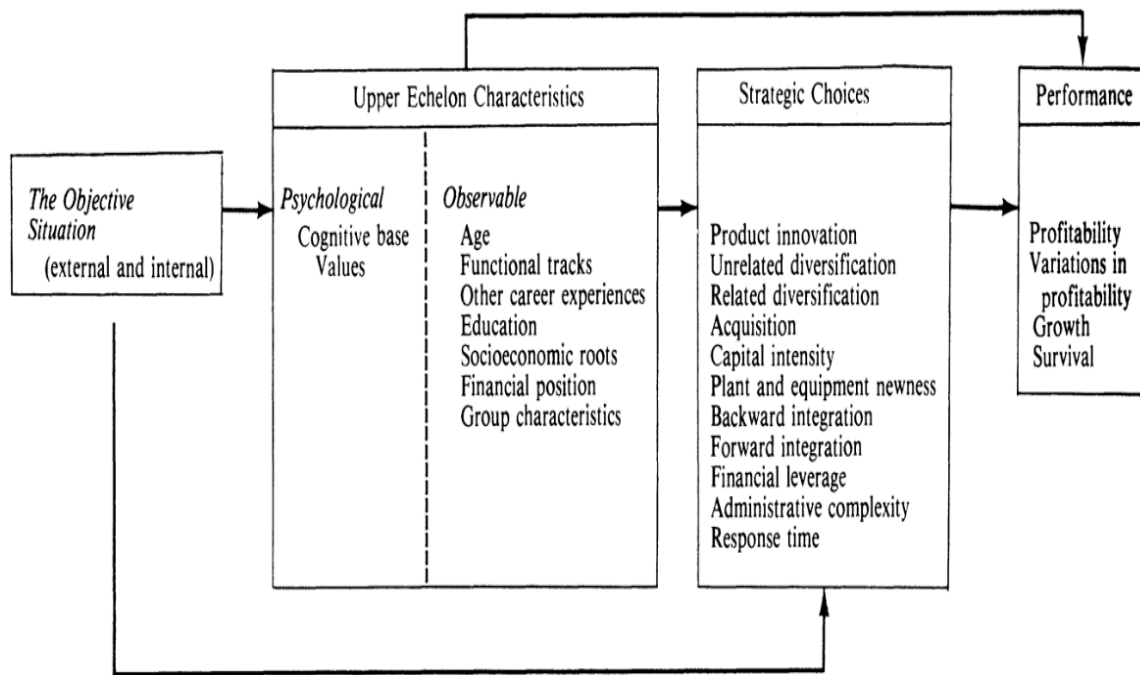 Upper Echelon Characteristics
Strategic Choices
Performance
The Objective
Situation
(external and internal)
Psychological
Cognitive base
Values
Observable
Age
Functional tracks
Other career experiences
Education
Socioeconomic roots
Financial position
Group characteristics
Product innovation
Unrelated diversification
Related diversification
Acquisition
Capital intensity
Plant and equipment newness
Backward integration
Forward integration
Financial leverage
Administrative complexity
Response time
Profitability
Variations in
profitability
Growth
Survival